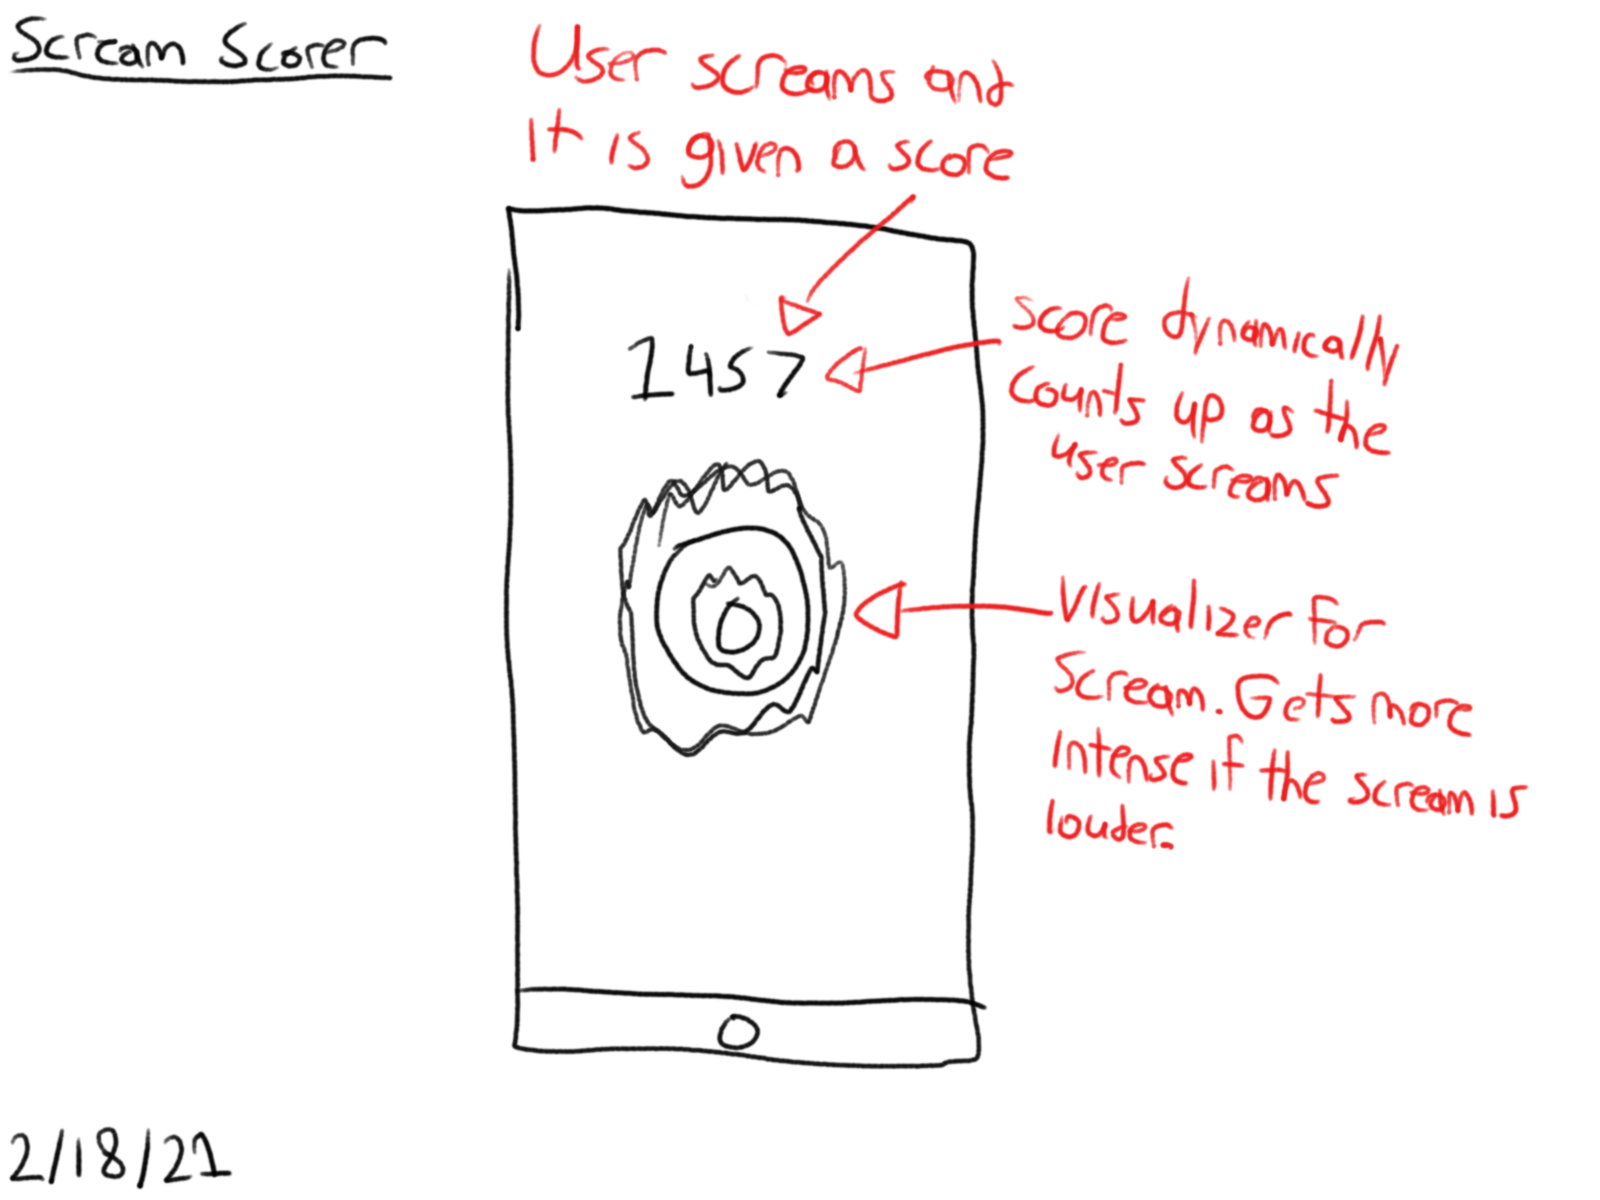 Scream Scorer
User screams and
it is given a score
1457
score dynamically
counts up as the
user screams
Visualizer for
Scream. Gets more
intense if the scream is
louder.
2/18/21